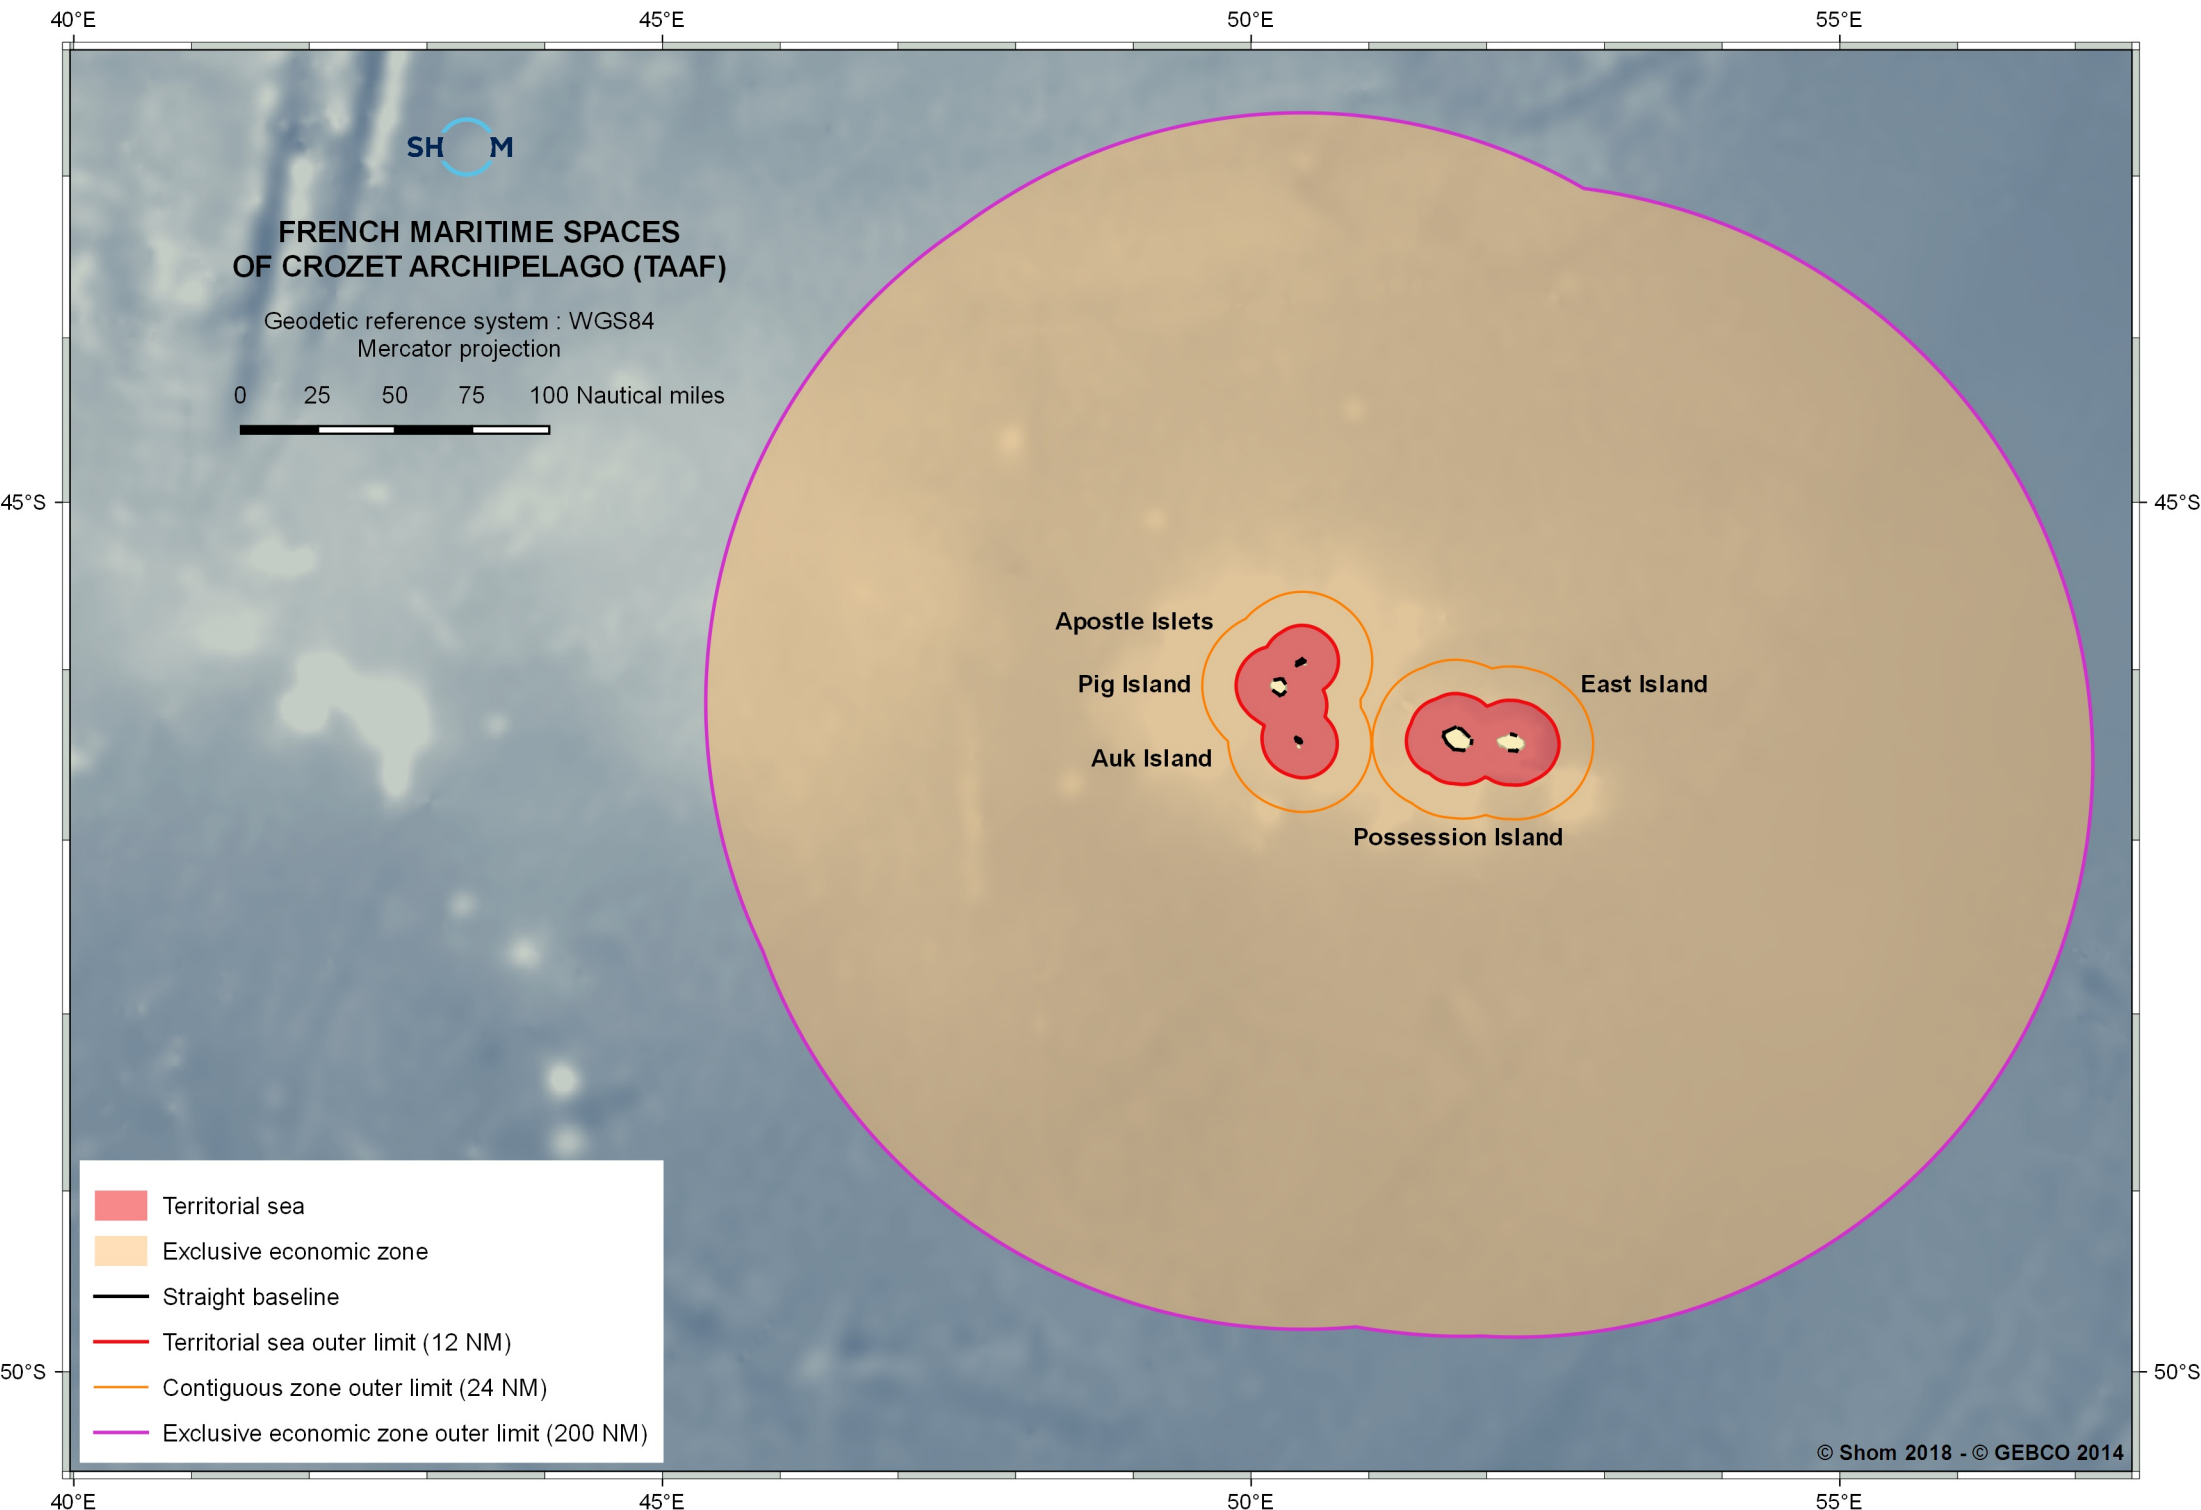 40°E 45°E 50°E 55°E
SHOM
FRENCH MARITIME SPACES
OF CROZET ARCHIPELAGO (TAAF)
Geodetic reference system : WGS84
Mercator projection
0 25 50 75 100 Nautical miles
45°S 45°S
Apostle Islets
Pig Island
East Island
Auk Island
Possession Island
Territorial sea
Exclusive economic zone
Straight baseline
Territorial sea outer limit (12 NM)
Contiguous zone outer limit (24 NM)
Exclusive economic zone outer limit (200 NM)
50°S 50°S
© Shom 2018 - © GEBCO 2014
40°E 45°E 50°E 55°E